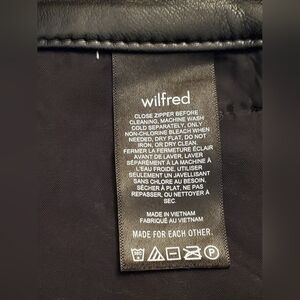 wilfred
CLOSE ZIPPER BEFORE
CLEANING, MACHINE WASH
COLD SEPARATELY, ONLY
NON-CHLORINE BLEACH WHEN
NEEDED, DRY FLAT, DO NOT
IRON, OR DRY CLEAN.
FERMER LA FERMETURE ÉCLAIR
AVANT DE LAVER, LAVER
SÉPARÉMENT À LA MACHINE À
L'EAU FROIDE, UTILISER
SEULEMENT UN JAVELLISANT
SANS CHLORE AU BESOIN,
SÉCHER À PLAT, NE PAS
REPASSER, OU NETTOYER À
SEC.
MADE IN VIETNAM
FABRIQUÉ AU VIETNAM
MADE FOR EACH OTHER.
P